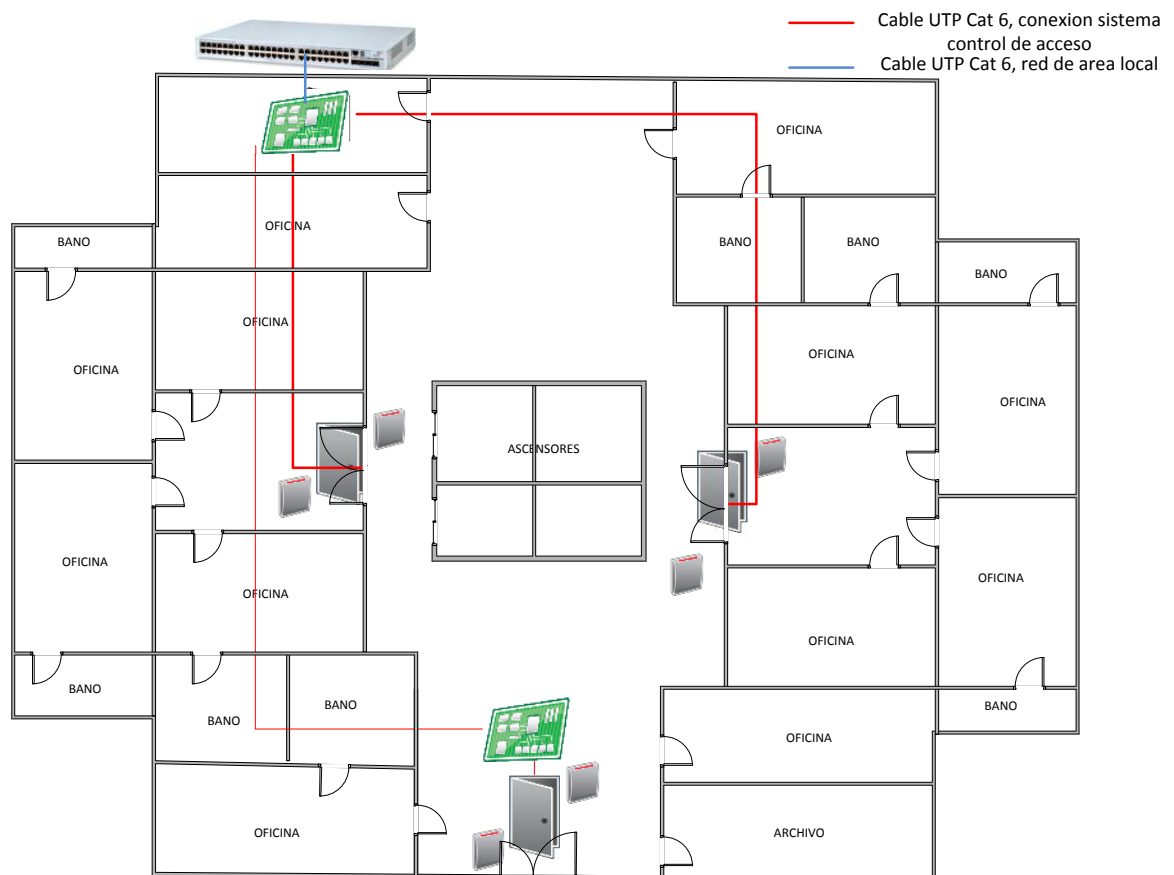 Cable UTP Cat 6, conexion sistema
control de acceso
Cable UTP Cat 6, red de area local
OFICINA
OFICINA
BANO
BANO
BANO
BANO
OFICINA
OFICINA
OFICINA
OFICINA
ASCENSORES
OFICINA
OFICINA
OFICINA
OFICINA
BANO
BANO
BANO
BANO
OFICINA
OFICINA
ARCHIVO